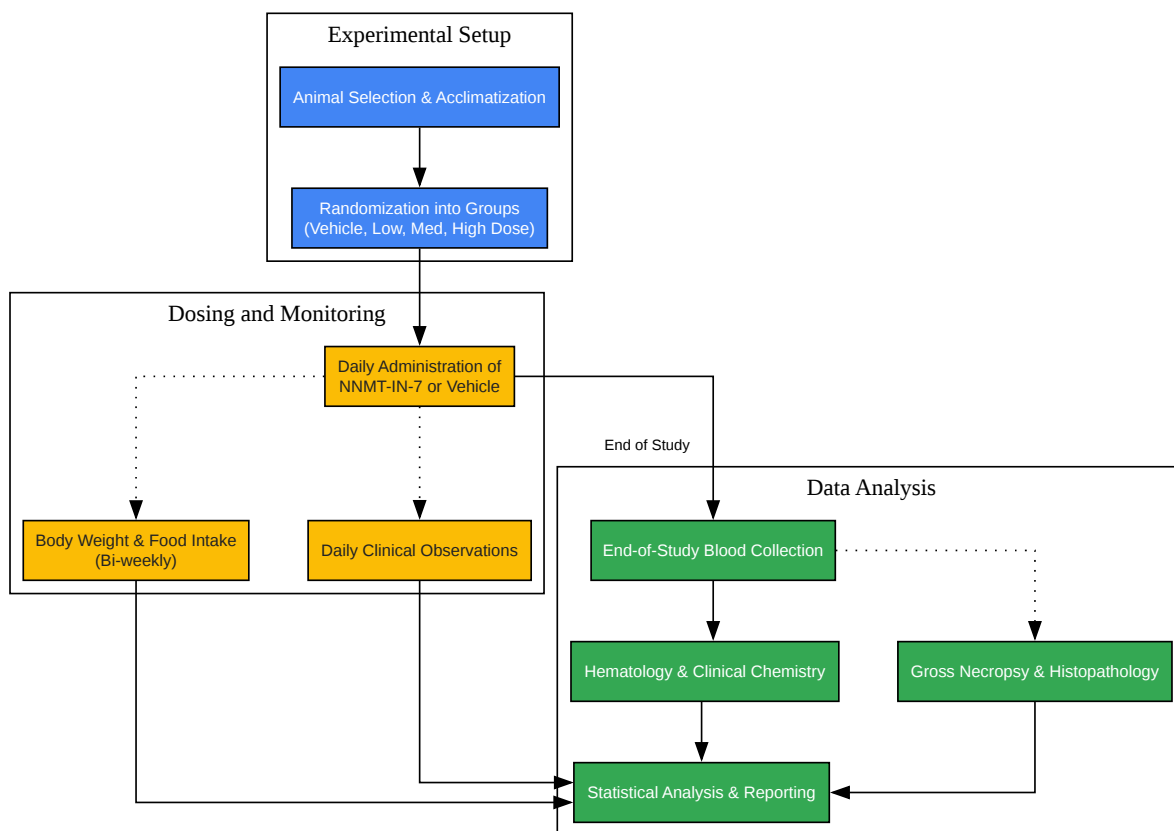 Experimental Setup
Animal Selection & Acclimatization
Randomization into Groups
(Vehicle, Low, Med, High Dose)
Dosing and Monitoring
Daily Administration of
NNMT-IN-7 or Vehicle
End of Study
Data Analysis
Body Weight & Food Intake
(Bi-weekly)
Daily Clinical Observations
End-of-Study Blood Collection
Hematology & Clinical Chemistry
Gross Necropsy & Histopathology
Statistical Analysis & Reporting